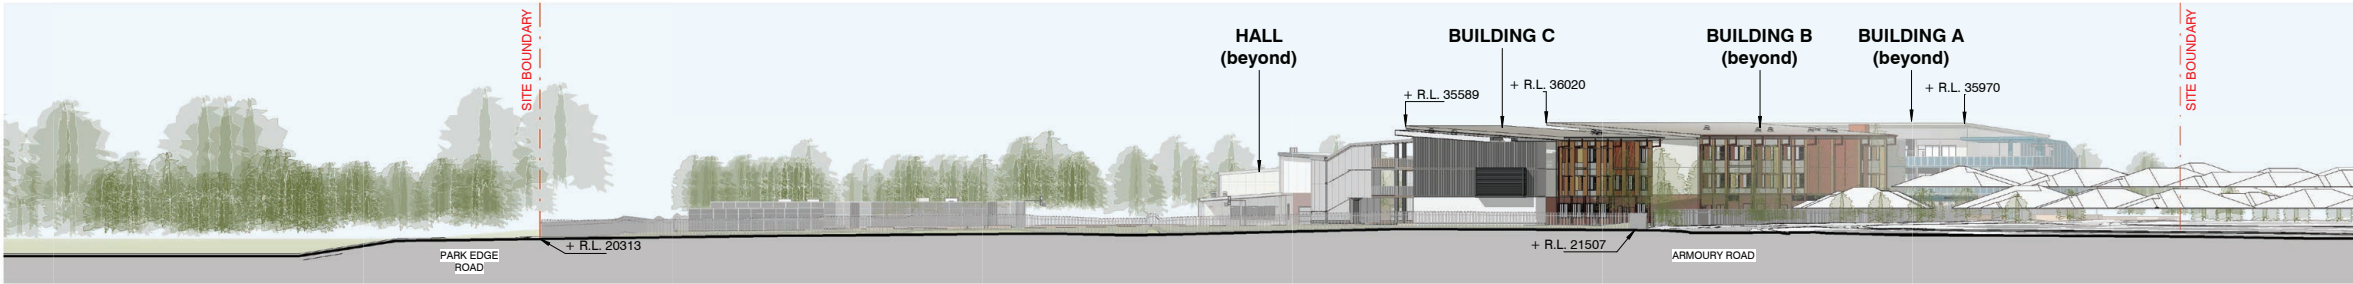 SITE BOUNDARY
HALL
(beyond)
BUILDING C
BUILDING B
(beyond)
BUILDING A
(beyond)
SITE BOUNDARY
+ R.L. 35589
+ R.L. 36020
+ R.L. 35970
+ R.L. 20313
+ R.L. 21507
PARK EDGE
ROAD
ARMOURY ROAD